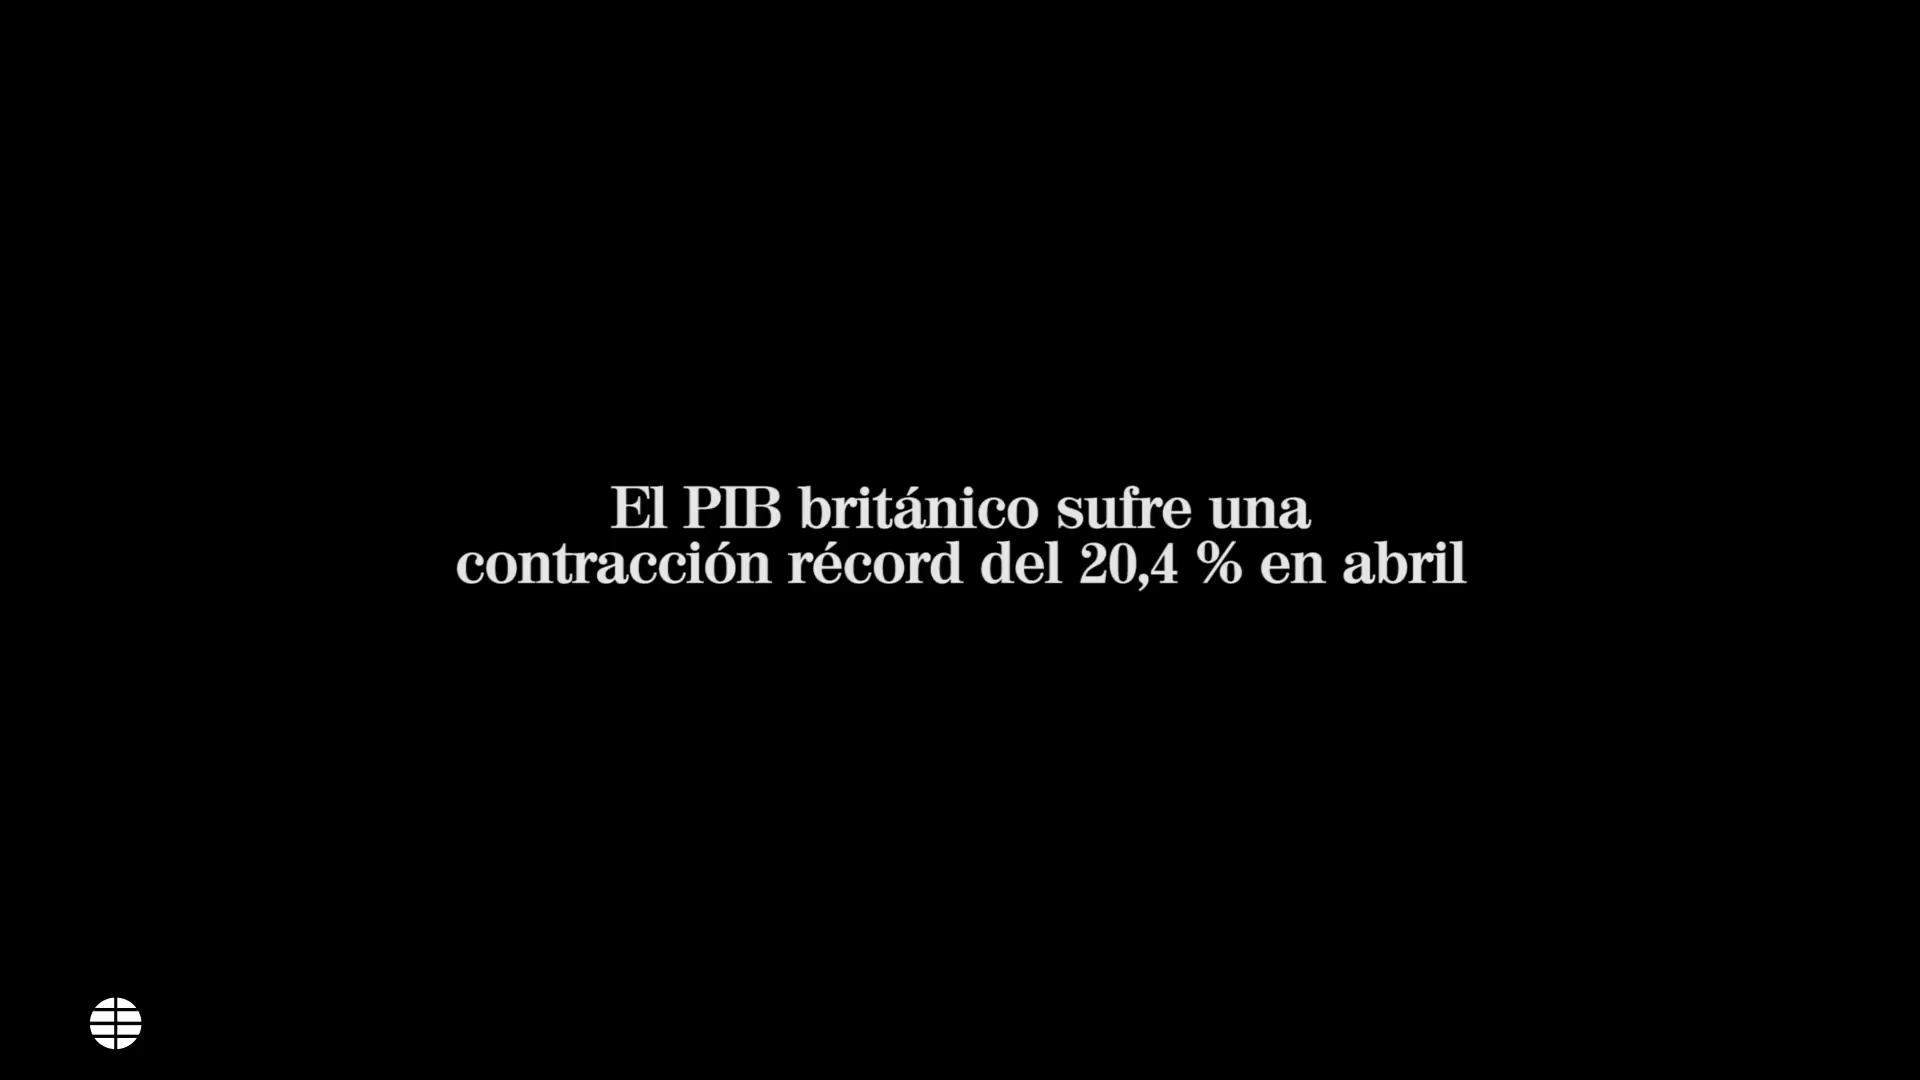 El PIB británico sufre una
contracción récord del 20,4 % en abril